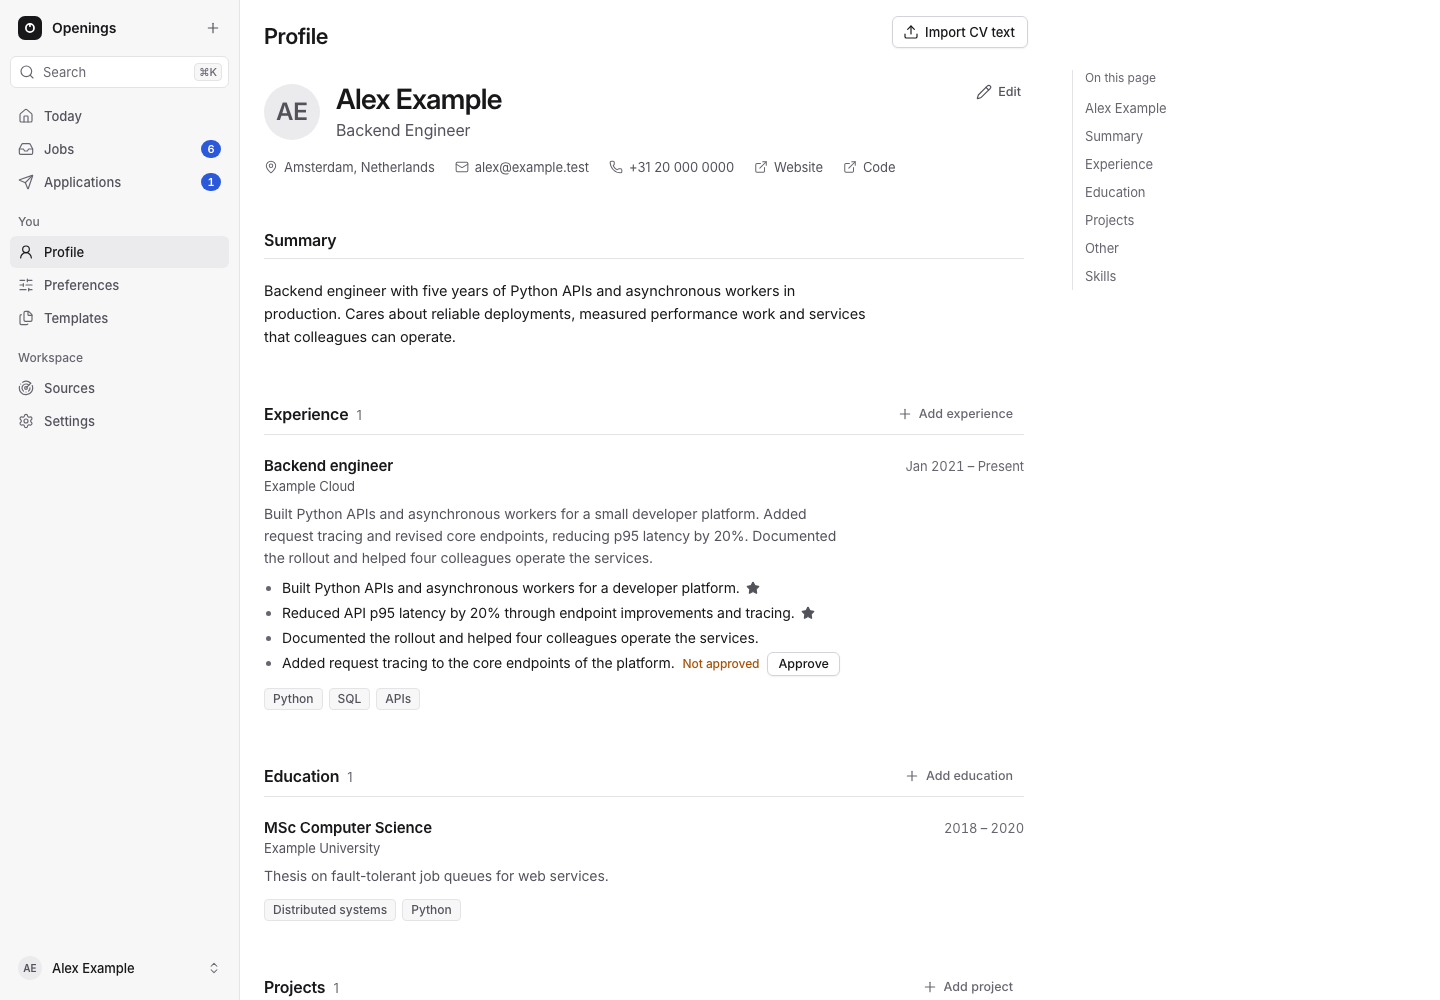 Openings
Search ⌘K
Today
Jobs 6
Applications 1
You
Profile
Preferences
Templates
Workspace
Sources
Settings
AE Alex Example
Profile
Import CV text
AE
Alex Example
Edit
Backend Engineer
Amsterdam, Netherlands alex@example.test +31 20 000 0000 Website Code
Summary
Backend engineer with five years of Python APIs and asynchronous workers in
production. Cares about reliable deployments, measured performance work and services
that colleagues can operate.
Experience 1 Add experience
Backend engineer Jan 2021 – Present
Example Cloud
Built Python APIs and asynchronous workers for a small developer platform. Added
request tracing and revised core endpoints, reducing p95 latency by 20%. Documented
the rollout and helped four colleagues operate the services.
• Built Python APIs and asynchronous workers for a developer platform. ★
• Reduced API p95 latency by 20% through endpoint improvements and tracing. ★
• Documented the rollout and helped four colleagues operate the services.
• Added request tracing to the core endpoints of the platform. Not approved Approve
Python SQL APIs
Education 1 Add education
MSc Computer Science 2018 – 2020
Example University
Thesis on fault-tolerant job queues for web services.
Distributed systems Python
Projects 1 Add project
On this page
Alex Example
Summary
Experience
Education
Projects
Other
Skills